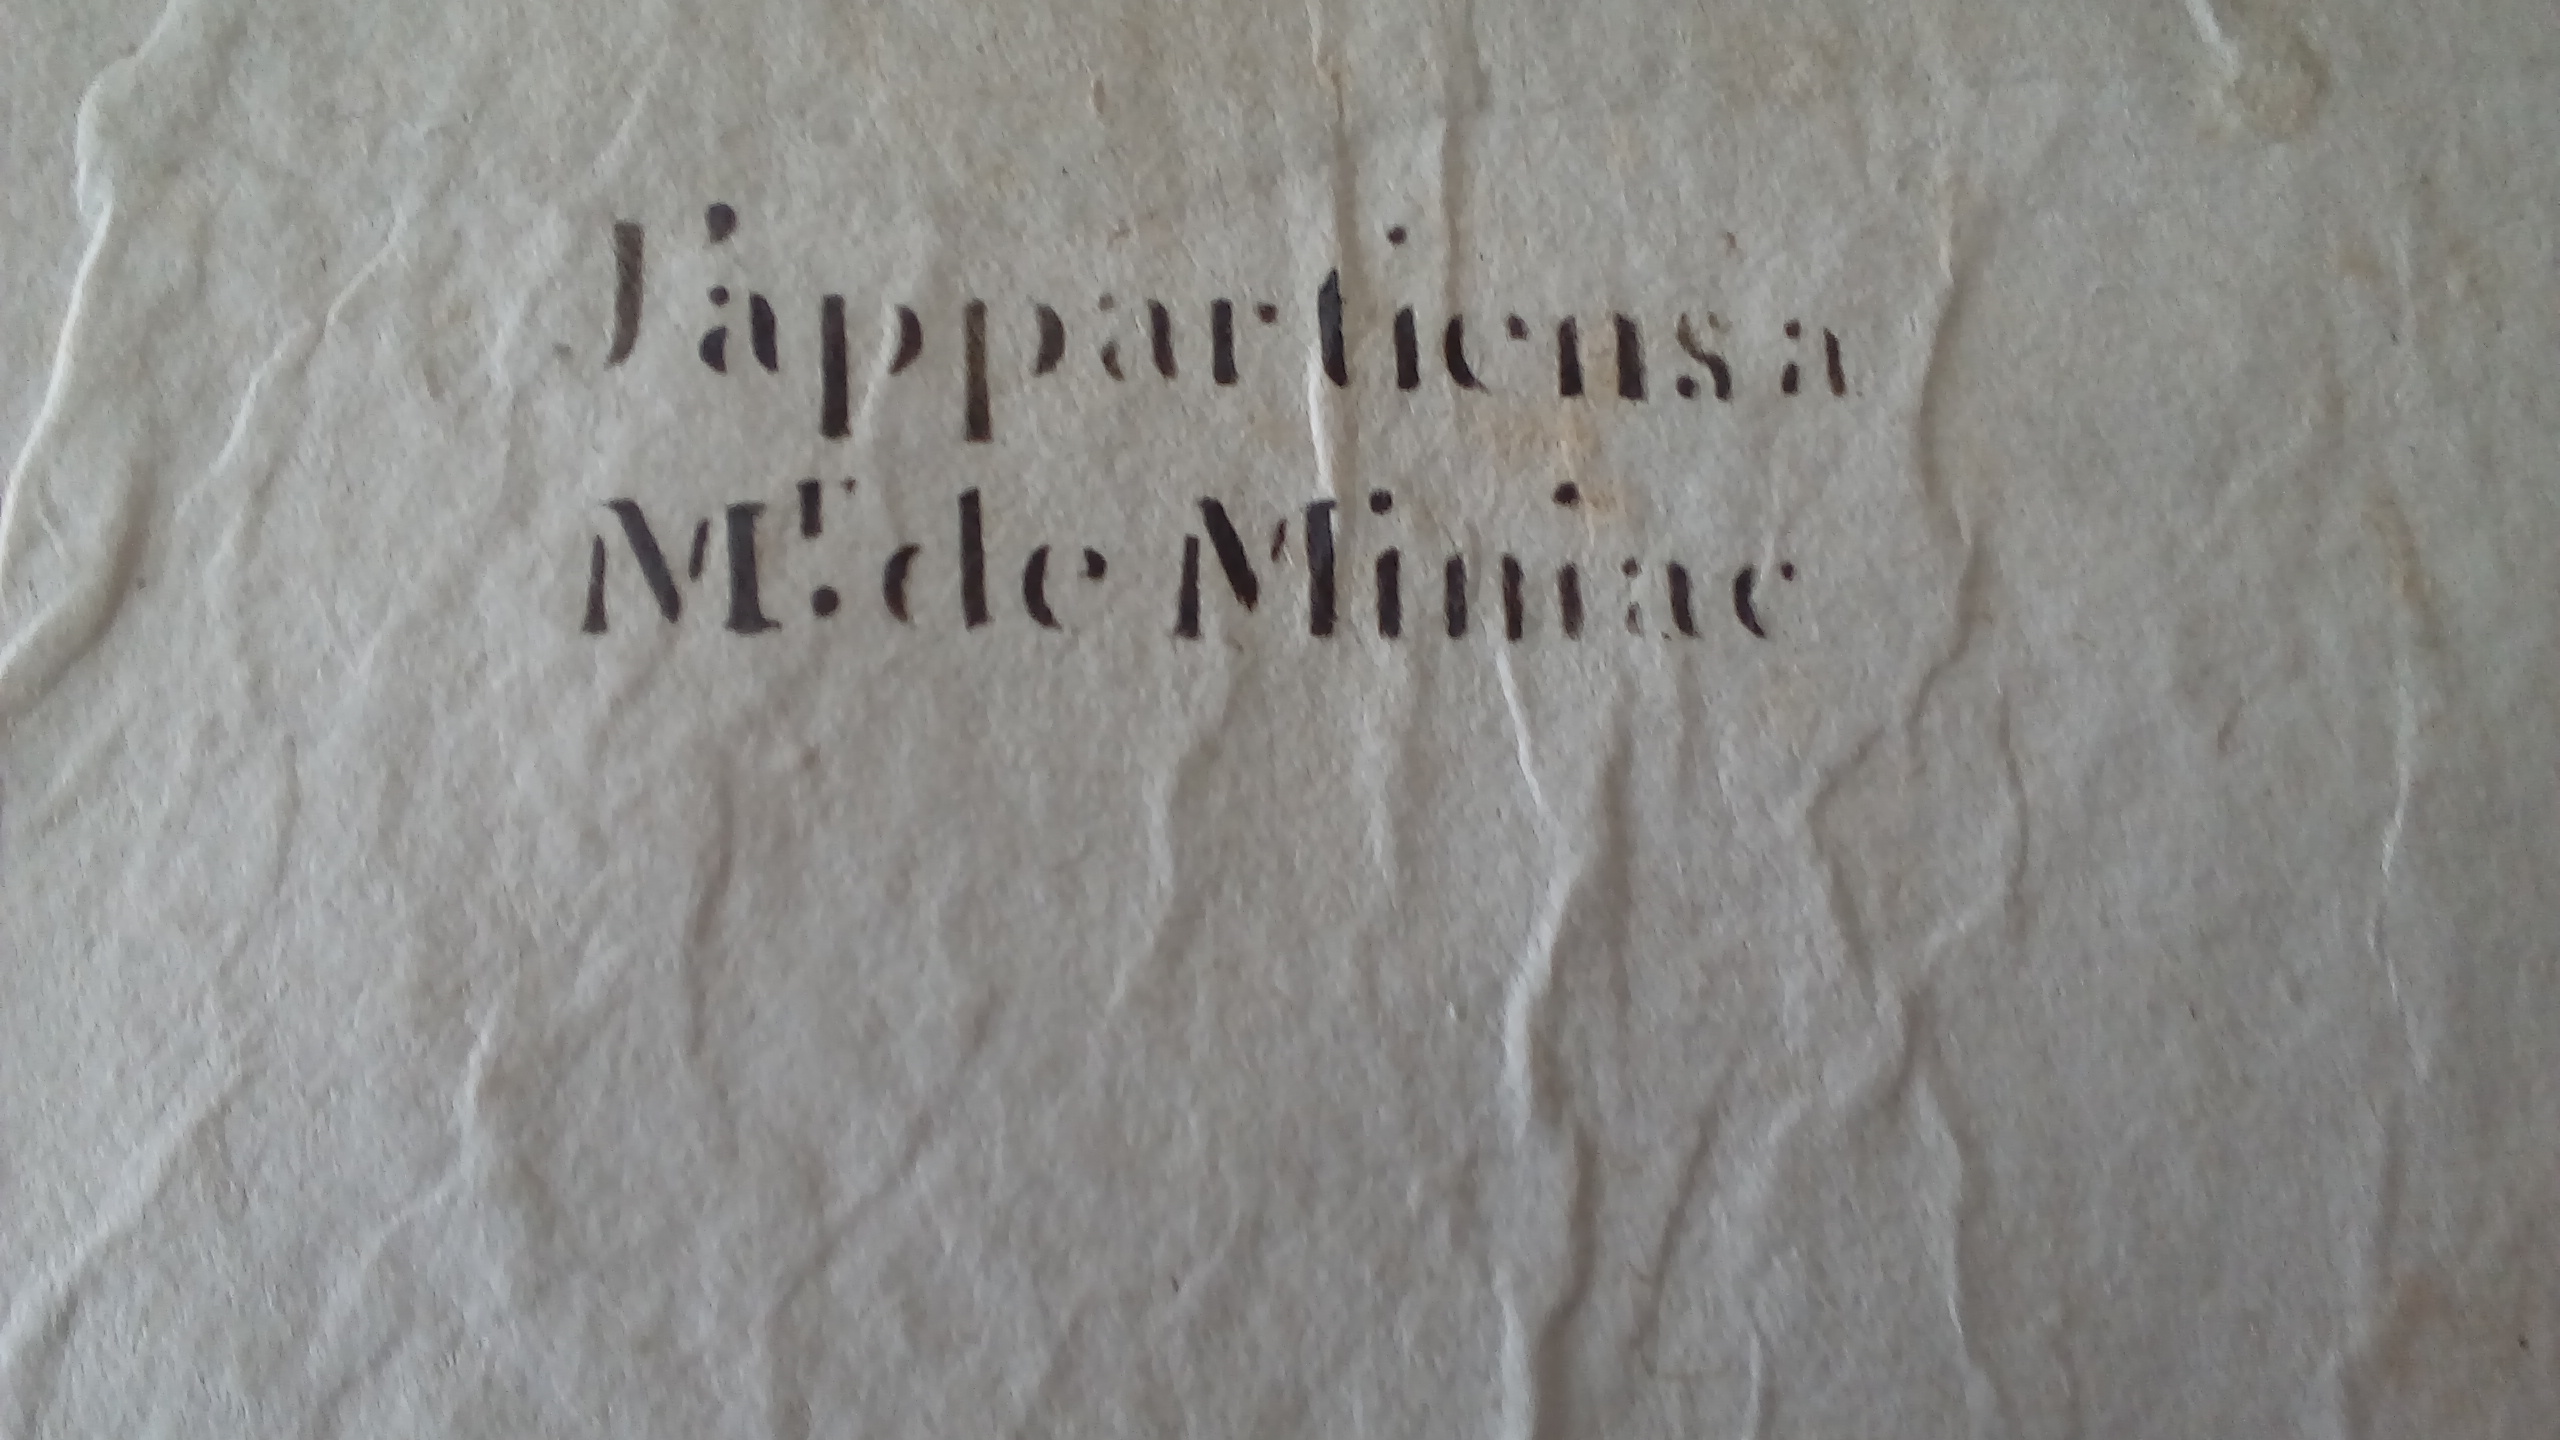 J'appartiens a
Mr. de Miniac